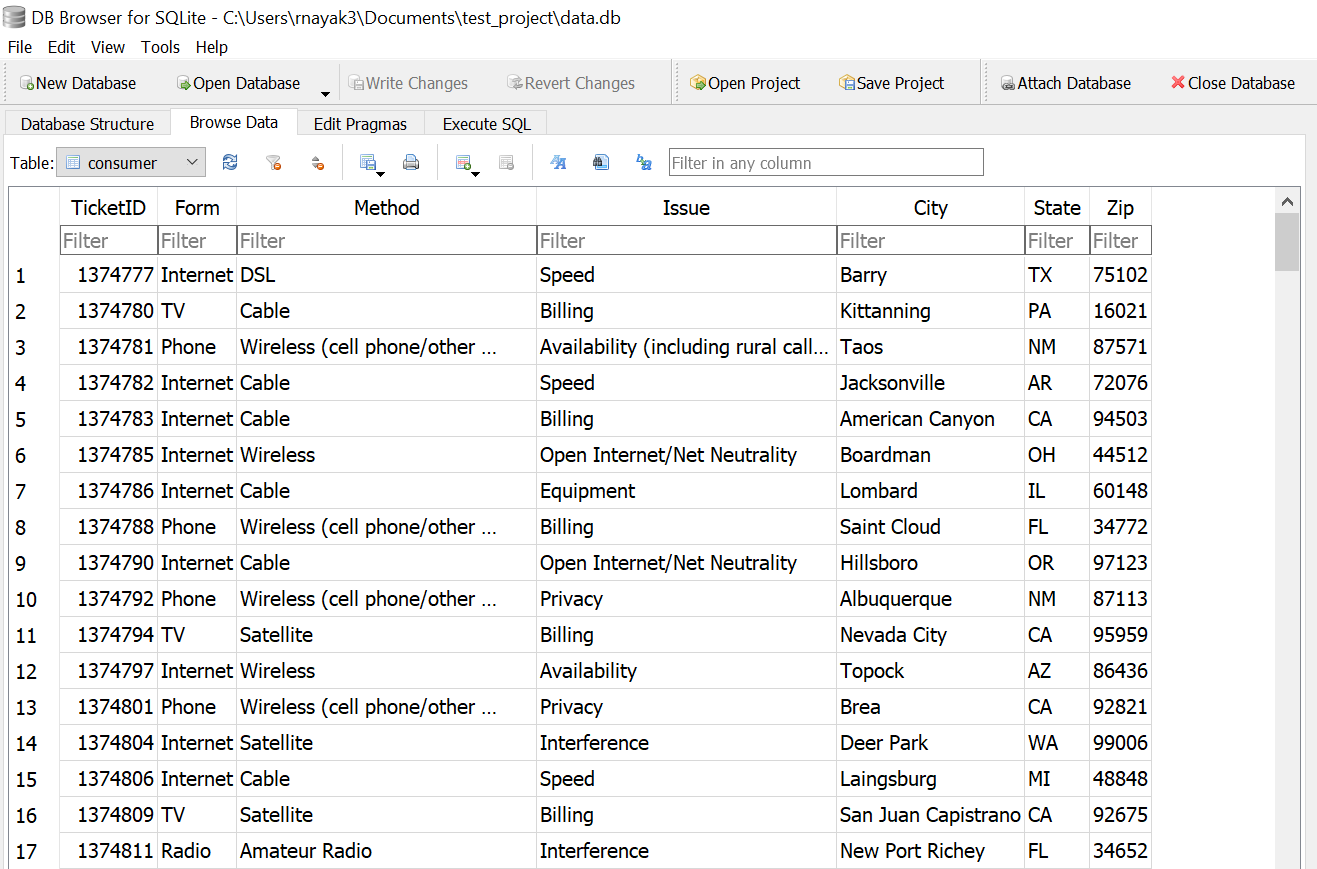 DB Browser for SQLite - C:\Users\rnayak3\Documents\test_project\data.db
File Edit View Tools Help
New Database Open Database Write Changes Revert Changes Open Project Save Project Attach Database Close Database
Database Structure Browse Data Edit Pragmas Execute SQL
Table: consumer Filter in any column
TicketID Form Method Issue City State Zip
Filter Filter Filter Filter Filter Filter Filter
1 1374777 Internet DSL Speed Barry TX 75102
2 1374780 TV Cable Billing Kittanning PA 16021
3 1374781 Phone Wireless (cell phone/other ... Availability (including rural call... Taos NM 87571
4 1374782 Internet Cable Speed Jacksonville AR 72076
5 1374783 Internet Cable Billing American Canyon CA 94503
6 1374785 Internet Wireless Open Internet/Net Neutrality Boardman OH 44512
7 1374786 Internet Cable Equipment Lombard IL 60148
8 1374788 Phone Wireless (cell phone/other ... Billing Saint Cloud FL 34772
9 1374790 Internet Cable Open Internet/Net Neutrality Hillsboro OR 97123
10 1374792 Phone Wireless (cell phone/other ... Privacy Albuquerque NM 87113
11 1374794 TV Satellite Billing Nevada City CA 95959
12 1374797 Internet Wireless Availability Topock AZ 86436
13 1374801 Phone Wireless (cell phone/other ... Privacy Brea CA 92821
14 1374804 Internet Satellite Interference Deer Park WA 99006
15 1374806 Internet Cable Speed Laingsburg MI 48848
16 1374809 TV Satellite Billing San Juan Capistrano CA 92675
17 1374811 Radio Amateur Radio Interference New Port Richey FL 34652